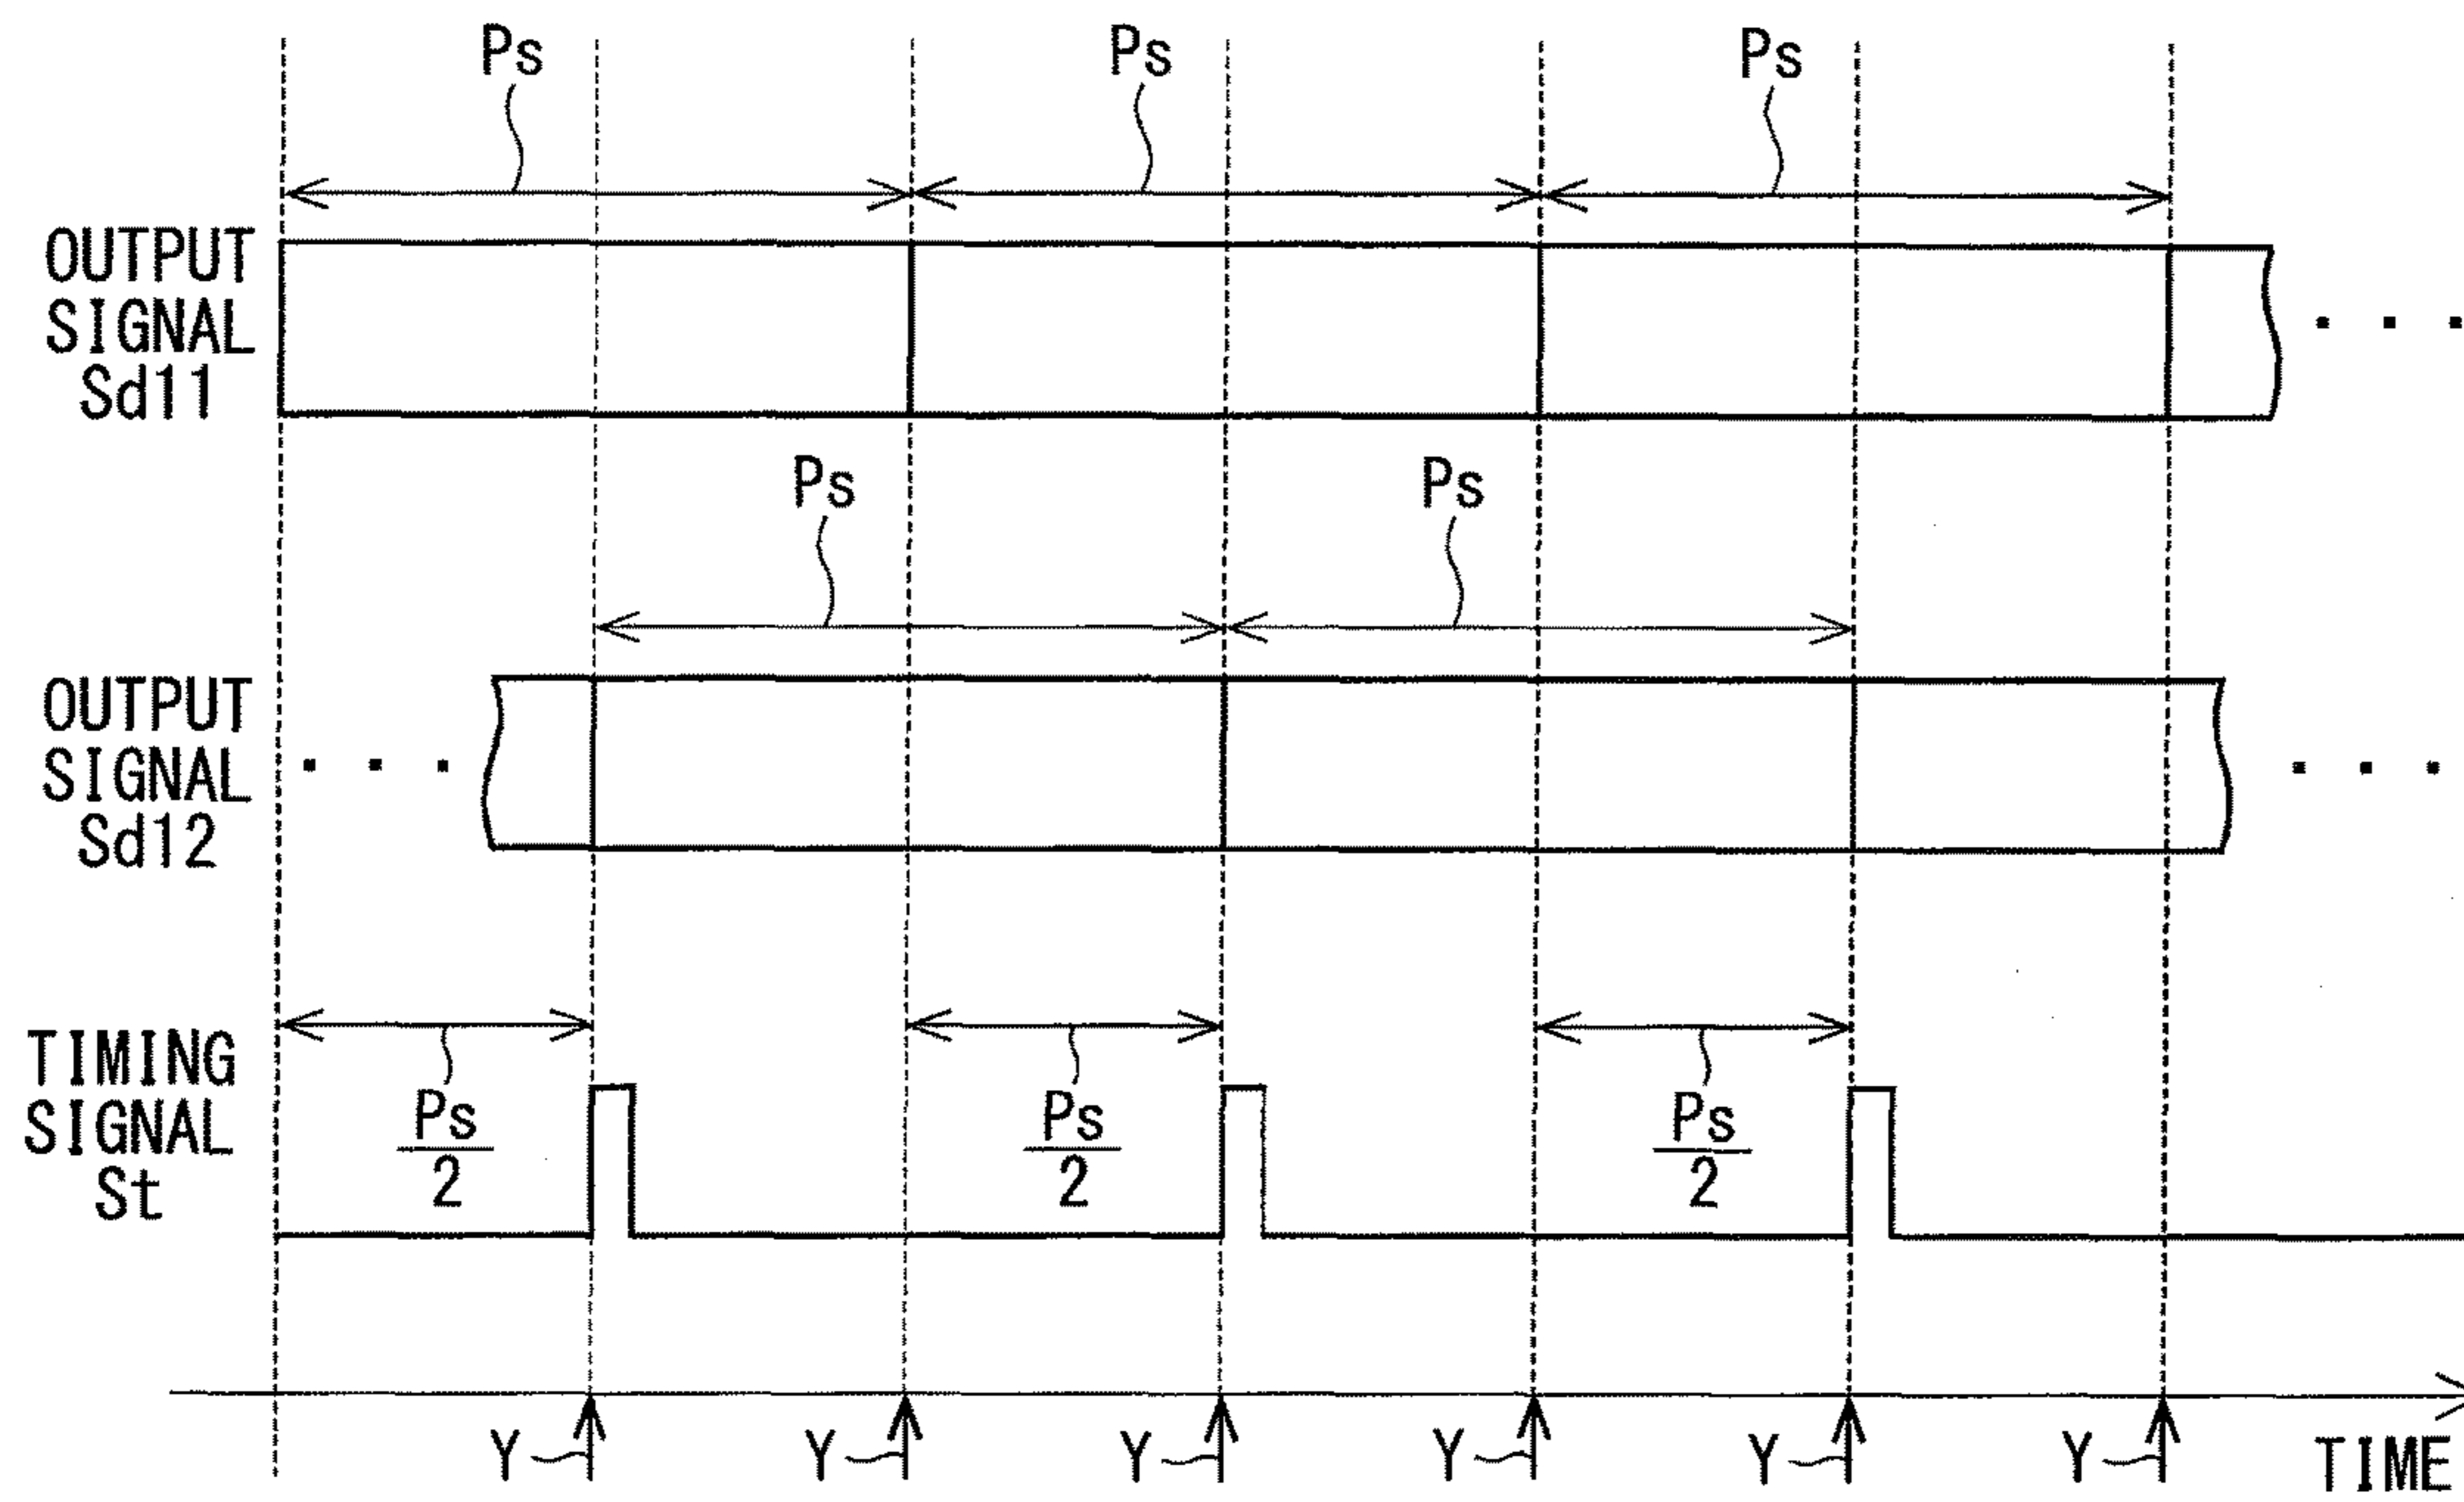 Ps Ps Ps
OUTPUT
SIGNAL
Sd11
. . .
Ps Ps
OUTPUT
SIGNAL
Sd12
. . . . . .
TIMING
SIGNAL
St
Ps/2 Ps/2 Ps/2
Y Y Y Y Y Y TIME